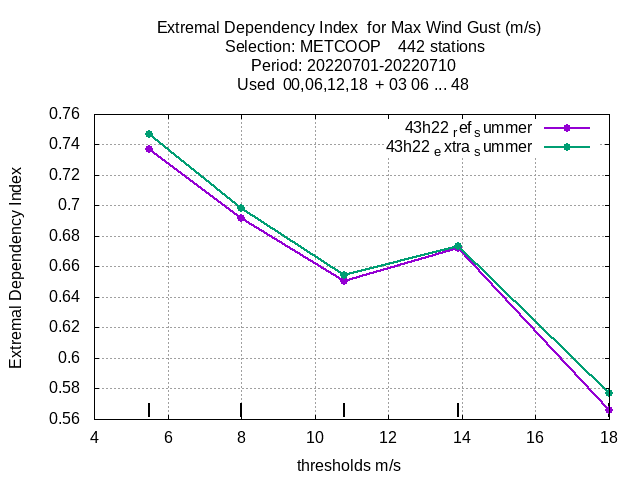 Extremal Dependency Index  for Max Wind Gust (m/s)
Selection: METCOOP    442 stations
Period: 20220701-20220710
Used  00,06,12,18  + 03 06 ... 48
43h22 ref summer
43h22 extra summer
Extremal Dependency Index
0.76
0.74
0.72
0.7
0.68
0.66
0.64
0.62
0.6
0.58
0.56
4 6 8 10 12 14 16 18
thresholds m/s